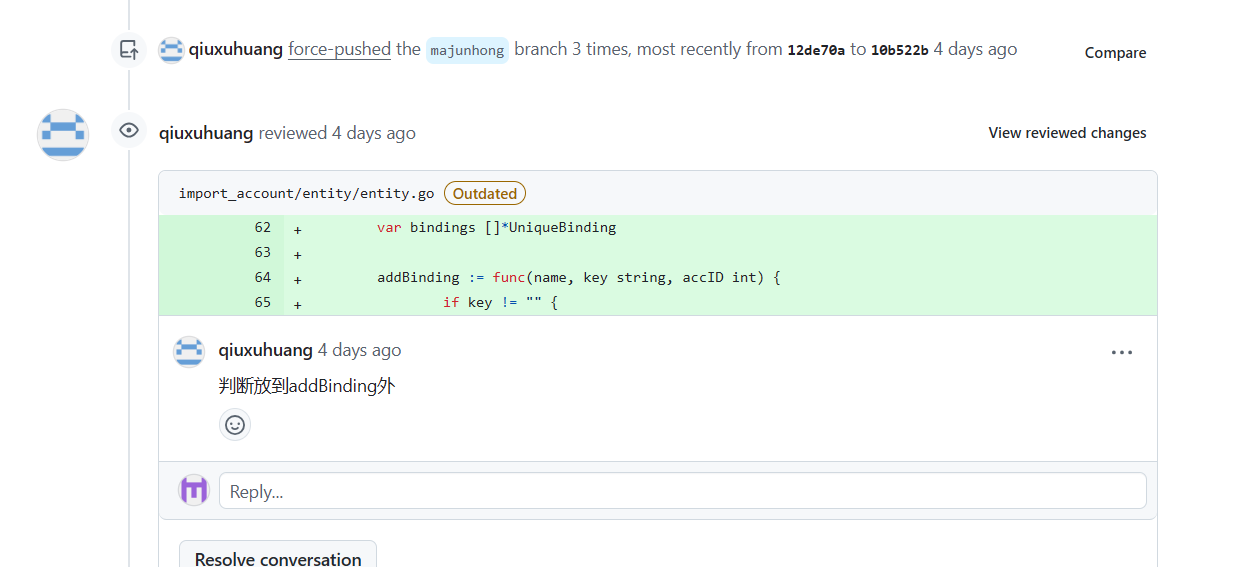 qiuxuhuang force-pushed the majunhong branch 3 times, most recently from 12de70a to 10b522b 4 days ago Compare
qiuxuhuang reviewed 4 days ago View reviewed changes
import_account/entity/entity.go Outdated
62 + var bindings []*UniqueBinding
63 +
64 + addBinding := func(name, key string, accID int) {
65 + if key != "" {
qiuxuhuang 4 days ago
判断放到addBinding外
Reply...
Resolve conversation